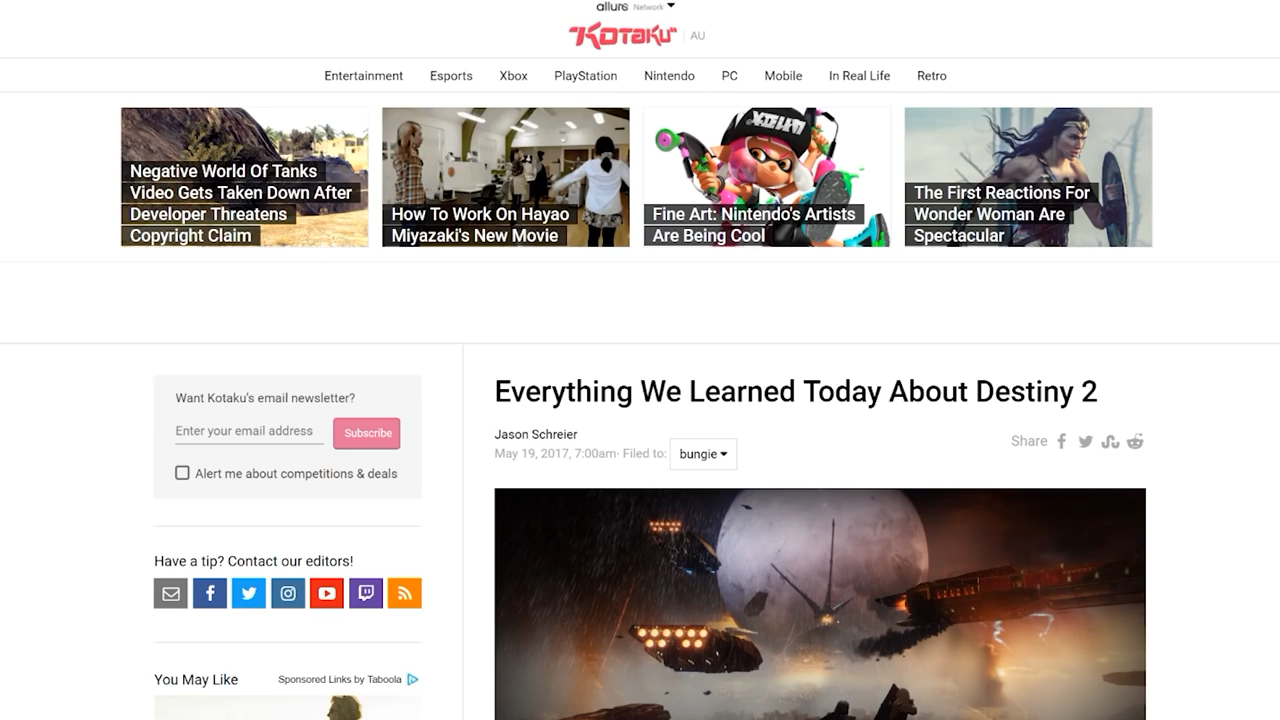 allure Network
"KOTAKU" AU
Entertainment Esports Xbox PlayStation Nintendo PC Mobile In Real Life Retro
Negative World Of Tanks
Video Gets Taken Down After
Developer Threatens
Copyright Claim
How To Work On Hayao
Miyazaki's New Movie
Fine Art: Nintendo's Artists
Are Being Cool
The First Reactions For
Wonder Woman Are
Spectacular
Want Kotaku's email newsletter?
Enter your email address Subscribe
Alert me about competitions & deals
Have a tip? Contact our editors!
You May Like Sponsored Links by Taboola
Everything We Learned Today About Destiny 2
Jason Schreier
May 19, 2017, 7:00am· Filed to: bungie
Share